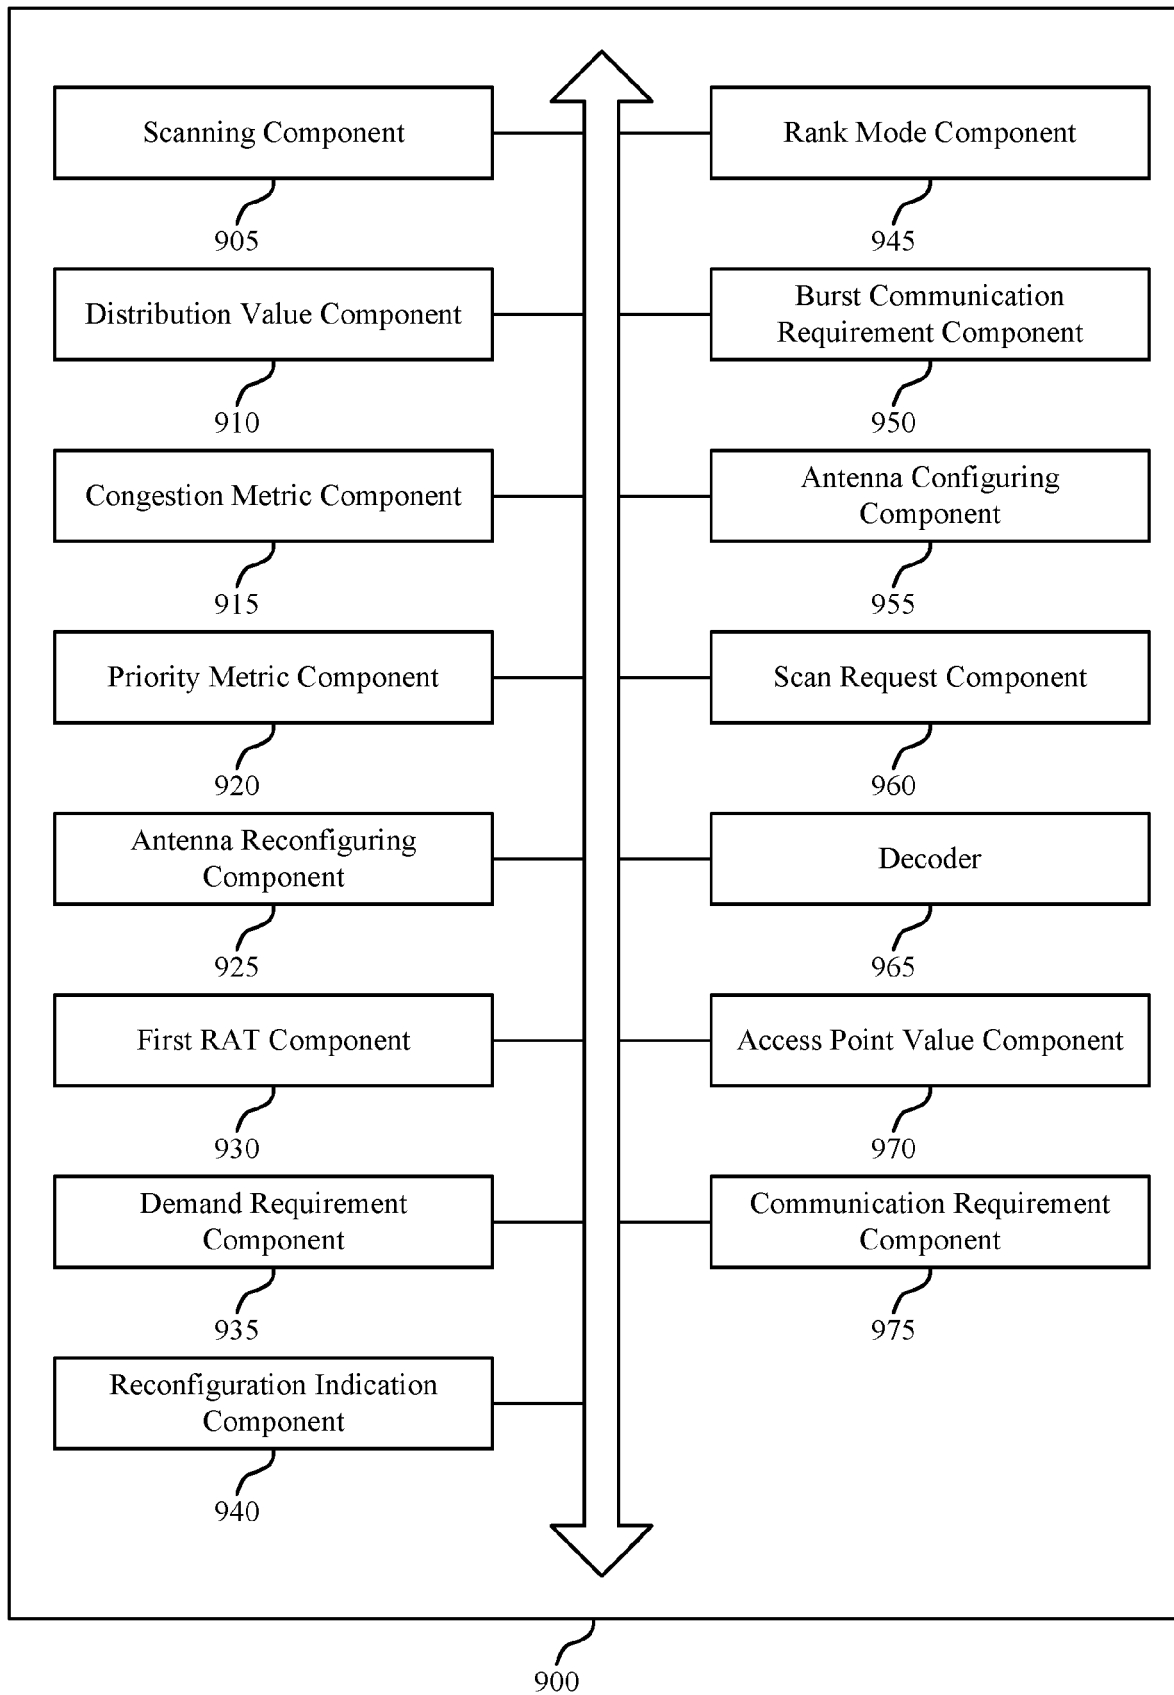 Scanning Component
905
Distribution Value Component
910
Congestion Metric Component
915
Priority Metric Component
920
Antenna Reconfiguring
Component
925
First RAT Component
930
Demand Requirement
Component
935
Reconfiguration Indication
Component
940
Rank Mode Component
945
Burst Communication
Requirement Component
950
Antenna Configuring
Component
955
Scan Request Component
960
Decoder
965
Access Point Value Component
970
Communication Requirement
Component
975
900